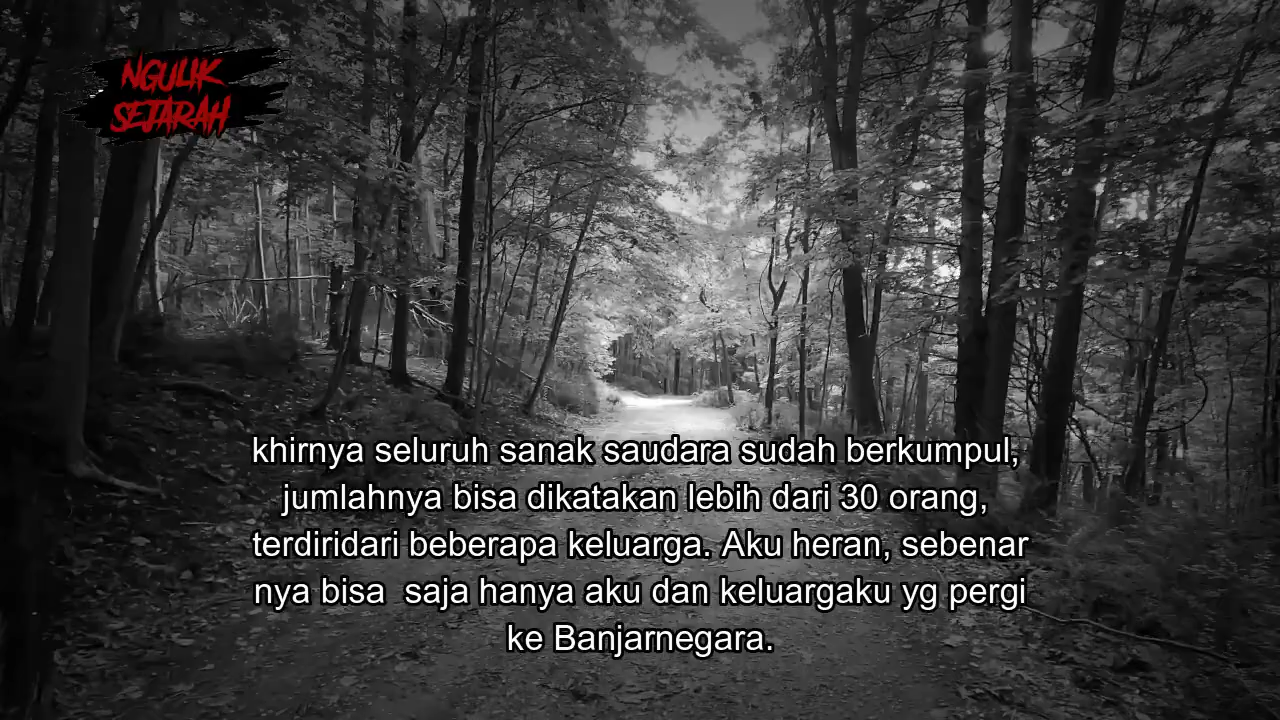 NGULIK
SEJARAH
khirnya seluruh sanak saudara sudah berkumpul,
jumlahnya bisa dikatakan lebih dari 30 orang,
terdiridari beberapa keluarga. Aku heran, sebenar
nya bisa  saja hanya aku dan keluargaku yg pergi
ke Banjarnegara.